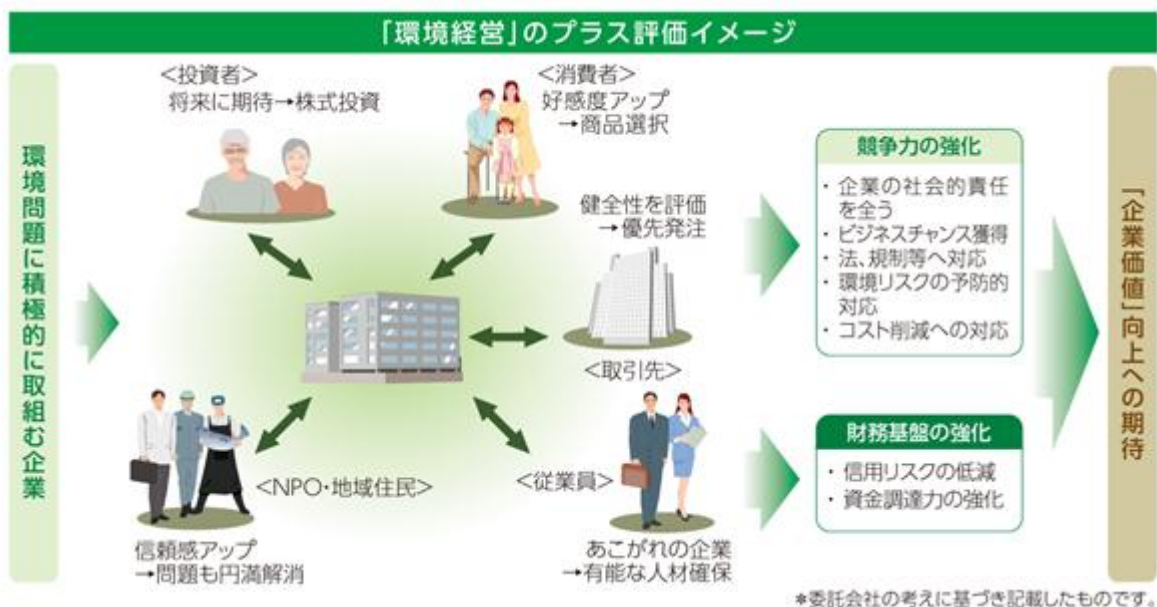 「環境経営」のプラス評価イメージ
環境問題に積極的に取組む企業
<投資者>
将来に期待→株式投資
<消費者>
好感度アップ
→商品選択
健全性を評価
→優先発注
<取引先>
<NPO・地域住民>
信頼感アップ
→問題も円満解消
<従業員>
あこがれの企業
→有能な人材確保
競争力の強化
・企業の社会的責任
を全う
・ビジネスチャンス獲得
・法、規制等へ対応
・環境リスクの予防的
対応
・コスト削減への対応
財務基盤の強化
・信用リスクの低減
・資金調達力の強化
「企業価値」向上への期待
*委託会社の考えに基づき記載したものです。